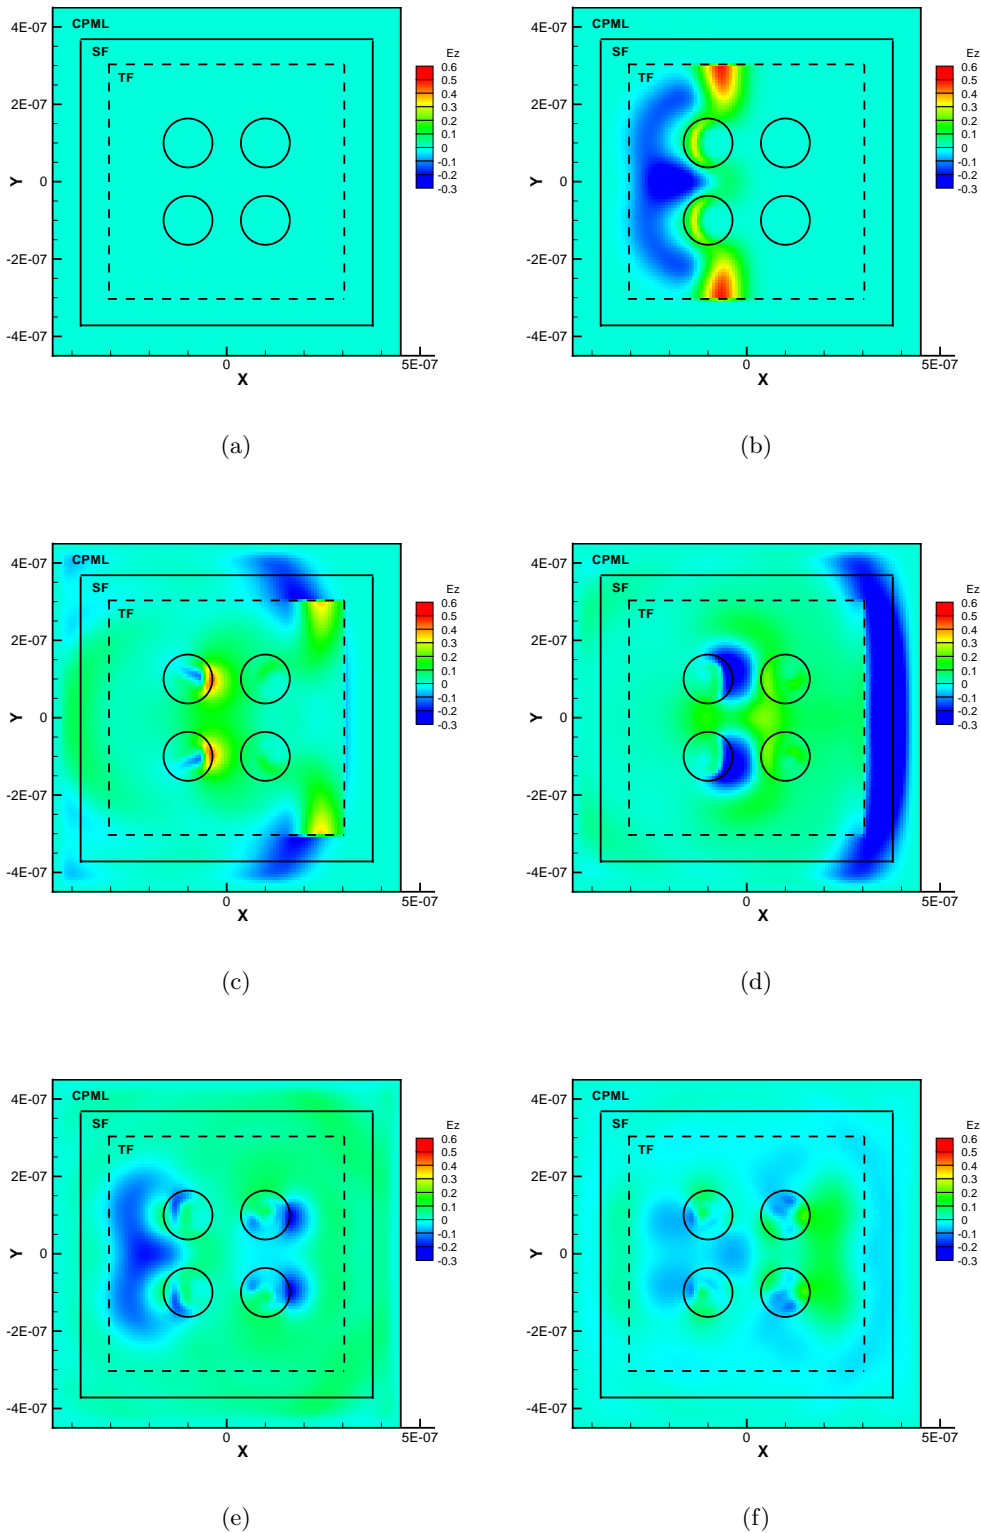 4E-07
2E-07
0
-2E-07
-4E-07
Y
CPML
SF
TF
Ez
0.6
0.5
0.4
0.3
0.2
0.1
0
-0.1
-0.2
-0.3
0
5E-07
X
(a)
4E-07
2E-07
0
-2E-07
-4E-07
Y
CPML
SF
TF
Ez
0.6
0.5
0.4
0.3
0.2
0.1
0
-0.1
-0.2
-0.3
0
5E-07
X
(b)
4E-07
2E-07
0
-2E-07
-4E-07
Y
CPML
SF
TF
Ez
0.6
0.5
0.4
0.3
0.2
0.1
0
-0.1
-0.2
-0.3
0
5E-07
X
(c)
4E-07
2E-07
0
-2E-07
-4E-07
Y
CPML
SF
TF
Ez
0.6
0.5
0.4
0.3
0.2
0.1
0
-0.1
-0.2
-0.3
0
5E-07
X
(d)
4E-07
2E-07
0
-2E-07
-4E-07
Y
CPML
SF
TF
Ez
0.6
0.5
0.4
0.3
0.2
0.1
0
-0.1
-0.2
-0.3
0
5E-07
X
(e)
4E-07
2E-07
0
-2E-07
-4E-07
Y
CPML
SF
TF
Ez
0.6
0.5
0.4
0.3
0.2
0.1
0
-0.1
-0.2
-0.3
0
5E-07
X
(f)